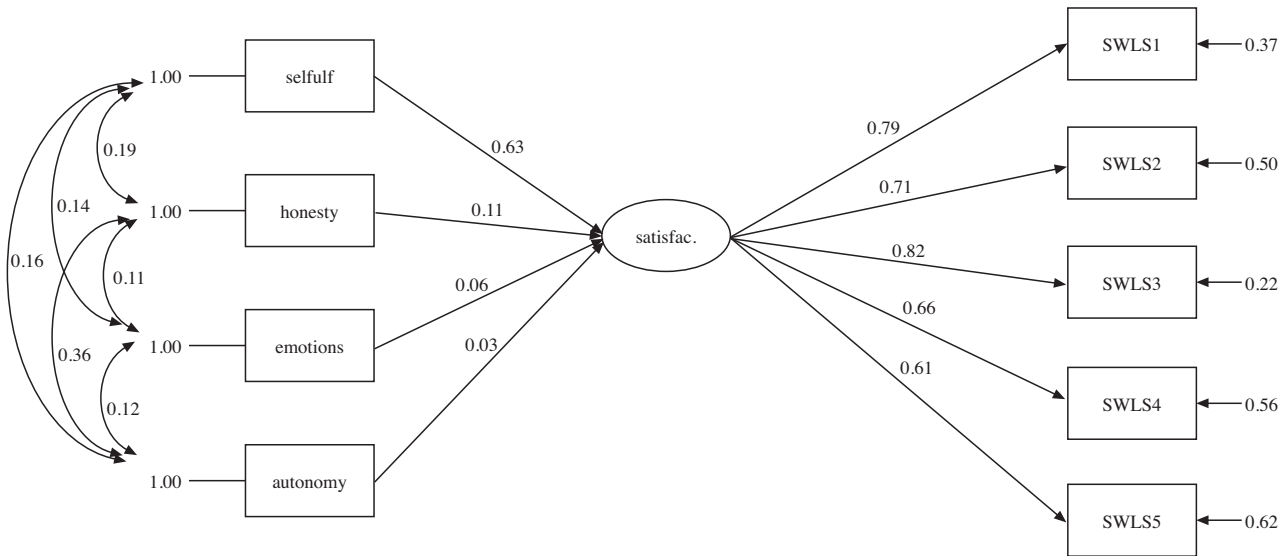 SWLS1
0.37
1.00
selfulf
0.79
0.19
0.63
SWLS2
0.50
0.71
0.14
1.00
honesty
0.11
satisfac.
0.82
0.16
0.11
0.06
SWLS3
0.22
0.66
1.00
emotions
0.03
0.36
0.61
0.12
SWLS4
0.56
1.00
autonomy
SWLS5
0.62